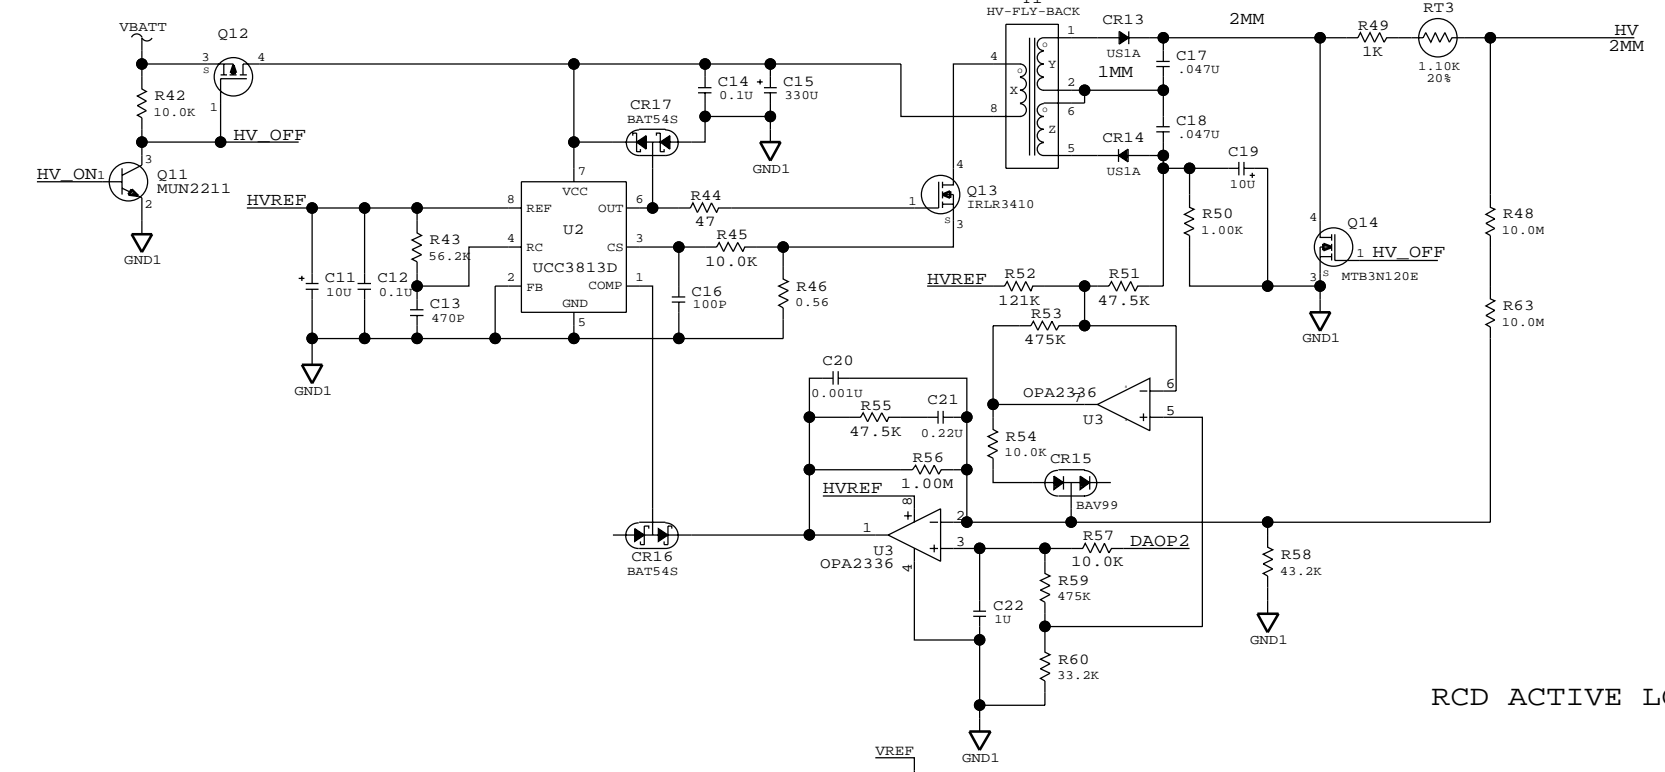 HV-FLY-BACK
RT3
VBATT
Q12
CR13
2MM
R49
HV
3
4
S
1
US1A
1K
2MM
1.10K
20%
R42
10.0K
1
C14
0.1U
+
C15
330U
4
8
X
Y
Z
1
2
6
5
1MM
C17
.047U
C18
.047U
CR17
BAT54S
GND1
CR14
US1A
HV_OFF
HV_ON
1
3
2
Q11
MUN2211
GND1
C19
10U
+
R50
1.00K
HVREF
8
REF
7
VCC
OUT
6
R44
47
1
4
Q13
IRLR3410
S
3
U2
UCC3813D
4
RC
CS
3
R45
10.0K
2
FB
COMP
1
GND
5
R43
56.2K
+
C11
10U
C12
0.1U
C13
470P
C16
100P
R46
0.56
GND1
4
Q14
1
HV_OFF
3
S
MTB3N120E
GND1
R48
10.0M
R63
10.0M
HVREF
R52
121K
R51
47.5K
R53
475K
C20
0.001U
R55
47.5K
C21
0.22U
R56
1.00M
OPA2336
7
U3
6
5
R54
10.0K
CR15
BAV99
HVREF
8
1
2
3
4
U3
OPA2336
CR16
BAT54S
R57
10.0K
DAOP2
R58
43.2K
GND1
R59
475K
C22
1U
R60
33.2K
GND1
RCD ACTIVE
VREF